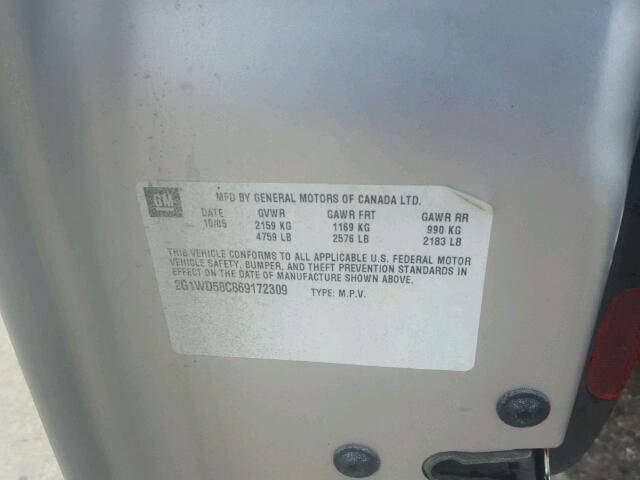 GM
MFD BY GENERAL MOTORS OF CANADA LTD.
DATE GVWR GAWR FRT GAWR RR
10/05 2159 KG 1169 KG 990 KG
4759 LB 2576 LB 2183 LB
THIS VEHICLE CONFORMS TO ALL APPLICABLE U.S. FEDERAL MOTOR
VEHICLE SAFETY, BUMPER, AND THEFT PREVENTION STANDARDS IN
EFFECT ON THE DATE OF MANUFACTURE SHOWN ABOVE.
2G1WD58C869172309 TYPE: M.P.V.